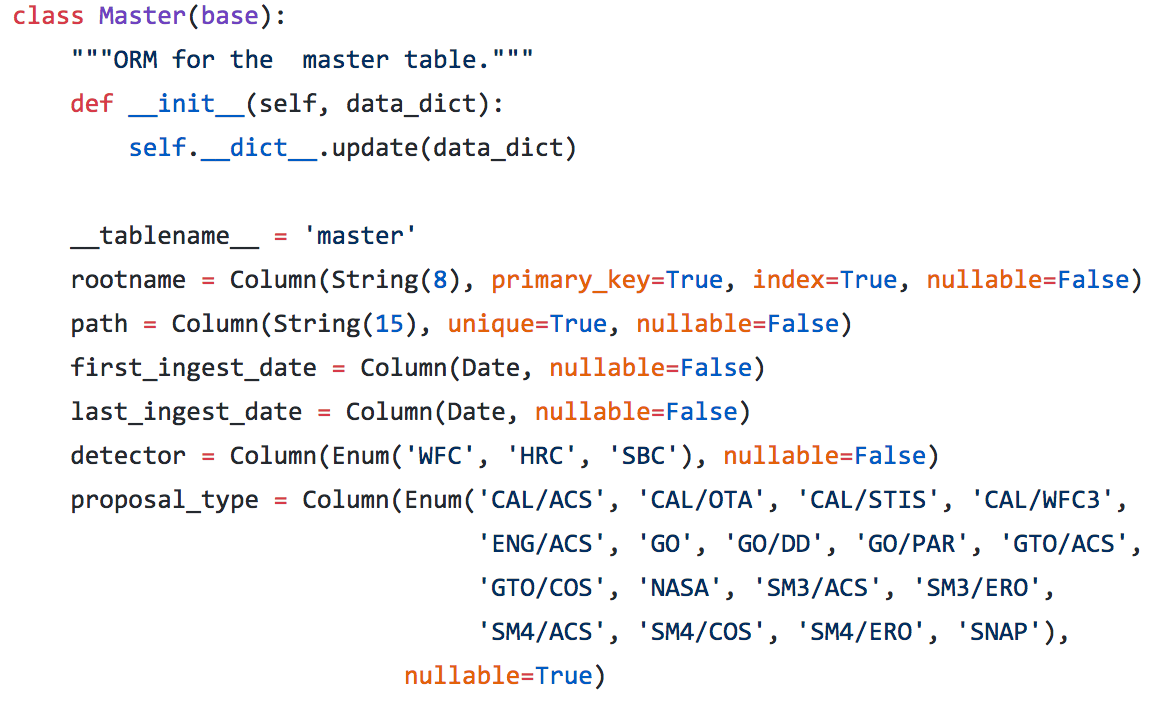 class Master(base):
    """ORM for the  master table."""
    def __init__(self, data_dict):
        self.__dict__.update(data_dict)

    __tablename__ = 'master'
    rootname = Column(String(8), primary_key=True, index=True, nullable=False)
    path = Column(String(15), unique=True, nullable=False)
    first_ingest_date = Column(Date, nullable=False)
    last_ingest_date = Column(Date, nullable=False)
    detector = Column(Enum('WFC', 'HRC', 'SBC'), nullable=False)
    proposal_type = Column(Enum('CAL/ACS', 'CAL/OTA', 'CAL/STIS', 'CAL/WFC3',
                                'ENG/ACS', 'GO', 'GO/DD', 'GO/PAR', 'GTO/ACS',
                                'GTO/COS', 'NASA', 'SM3/ACS', 'SM3/ERO',
                                'SM4/ACS', 'SM4/COS', 'SM4/ERO', 'SNAP'),
                           nullable=True)